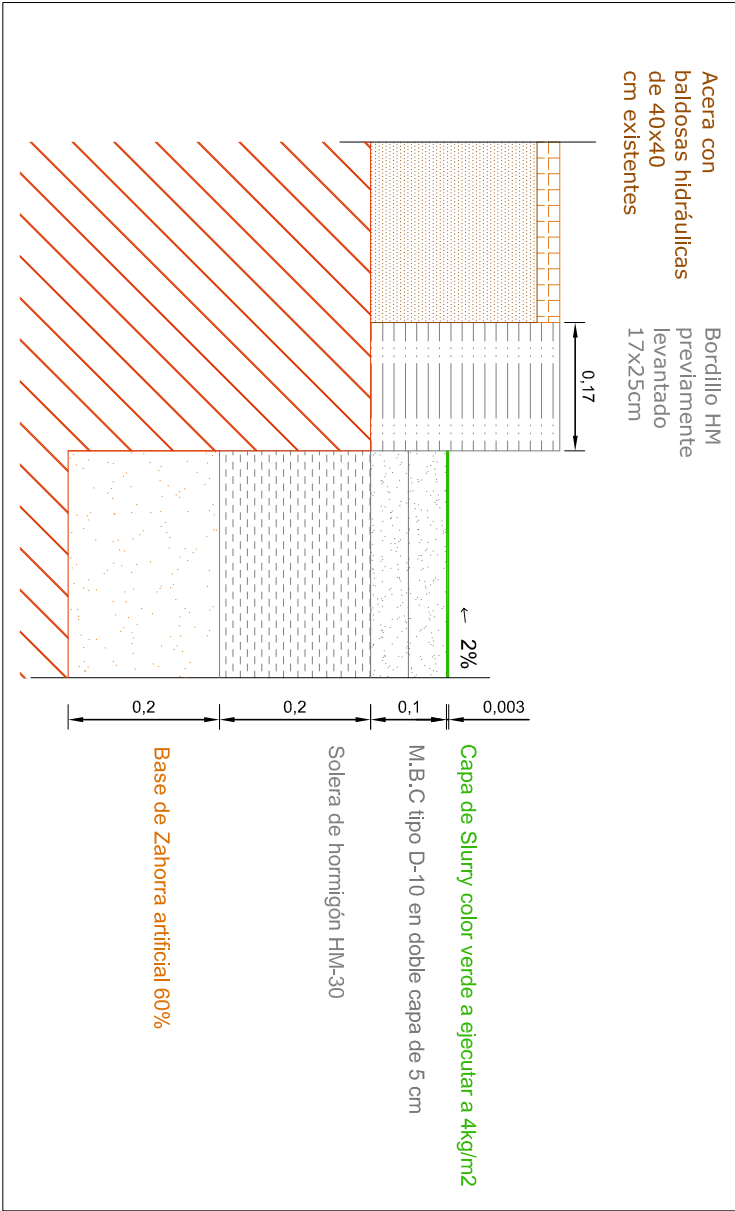 Acera con
baldosas hidráulicas
de 40x40
cm existentes
Bordillo HM
previamente
levantado
17x25cm
0,17
← 2%
0,003
0,1
0,2
0,2
Capa de Slurry color verde a ejecutar a 4kg/m2
M.B.C tipo D-10 en doble capa de 5 cm
Solera de hormigón HM-30
Base de Zahorra artificial 60%